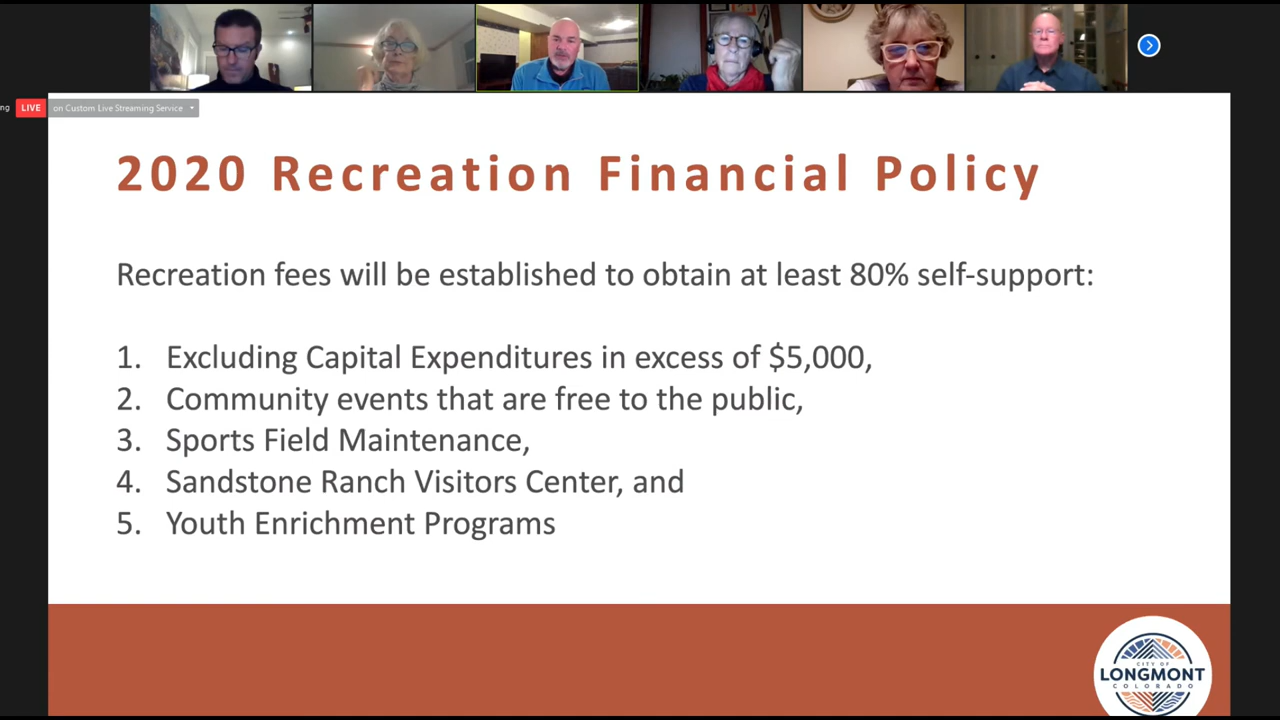 ng
LIVE
on Custom Live Streaming Service
2020 Recreation Financial Policy
Recreation fees will be established to obtain at least 80% self-support:
1. Excluding Capital Expenditures in excess of $5,000,
2. Community events that are free to the public,
3. Sports Field Maintenance,
4. Sandstone Ranch Visitors Center, and
5. Youth Enrichment Programs
CITY OF
LONGMONT
COLORADO